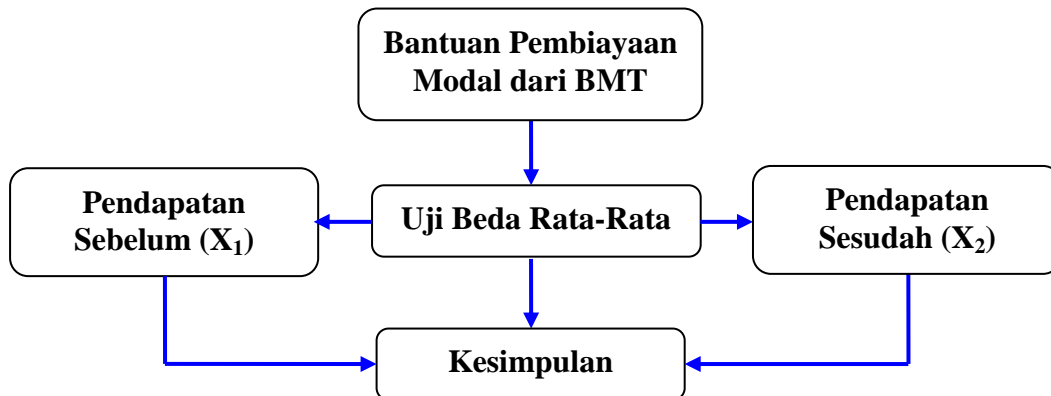 Bantuan Pembiayaan
Modal dari BMT
Pendapatan
Sebelum (X₁)
Uji Beda Rata-Rata
Pendapatan
Sesudah (X₂)
Kesimpulan